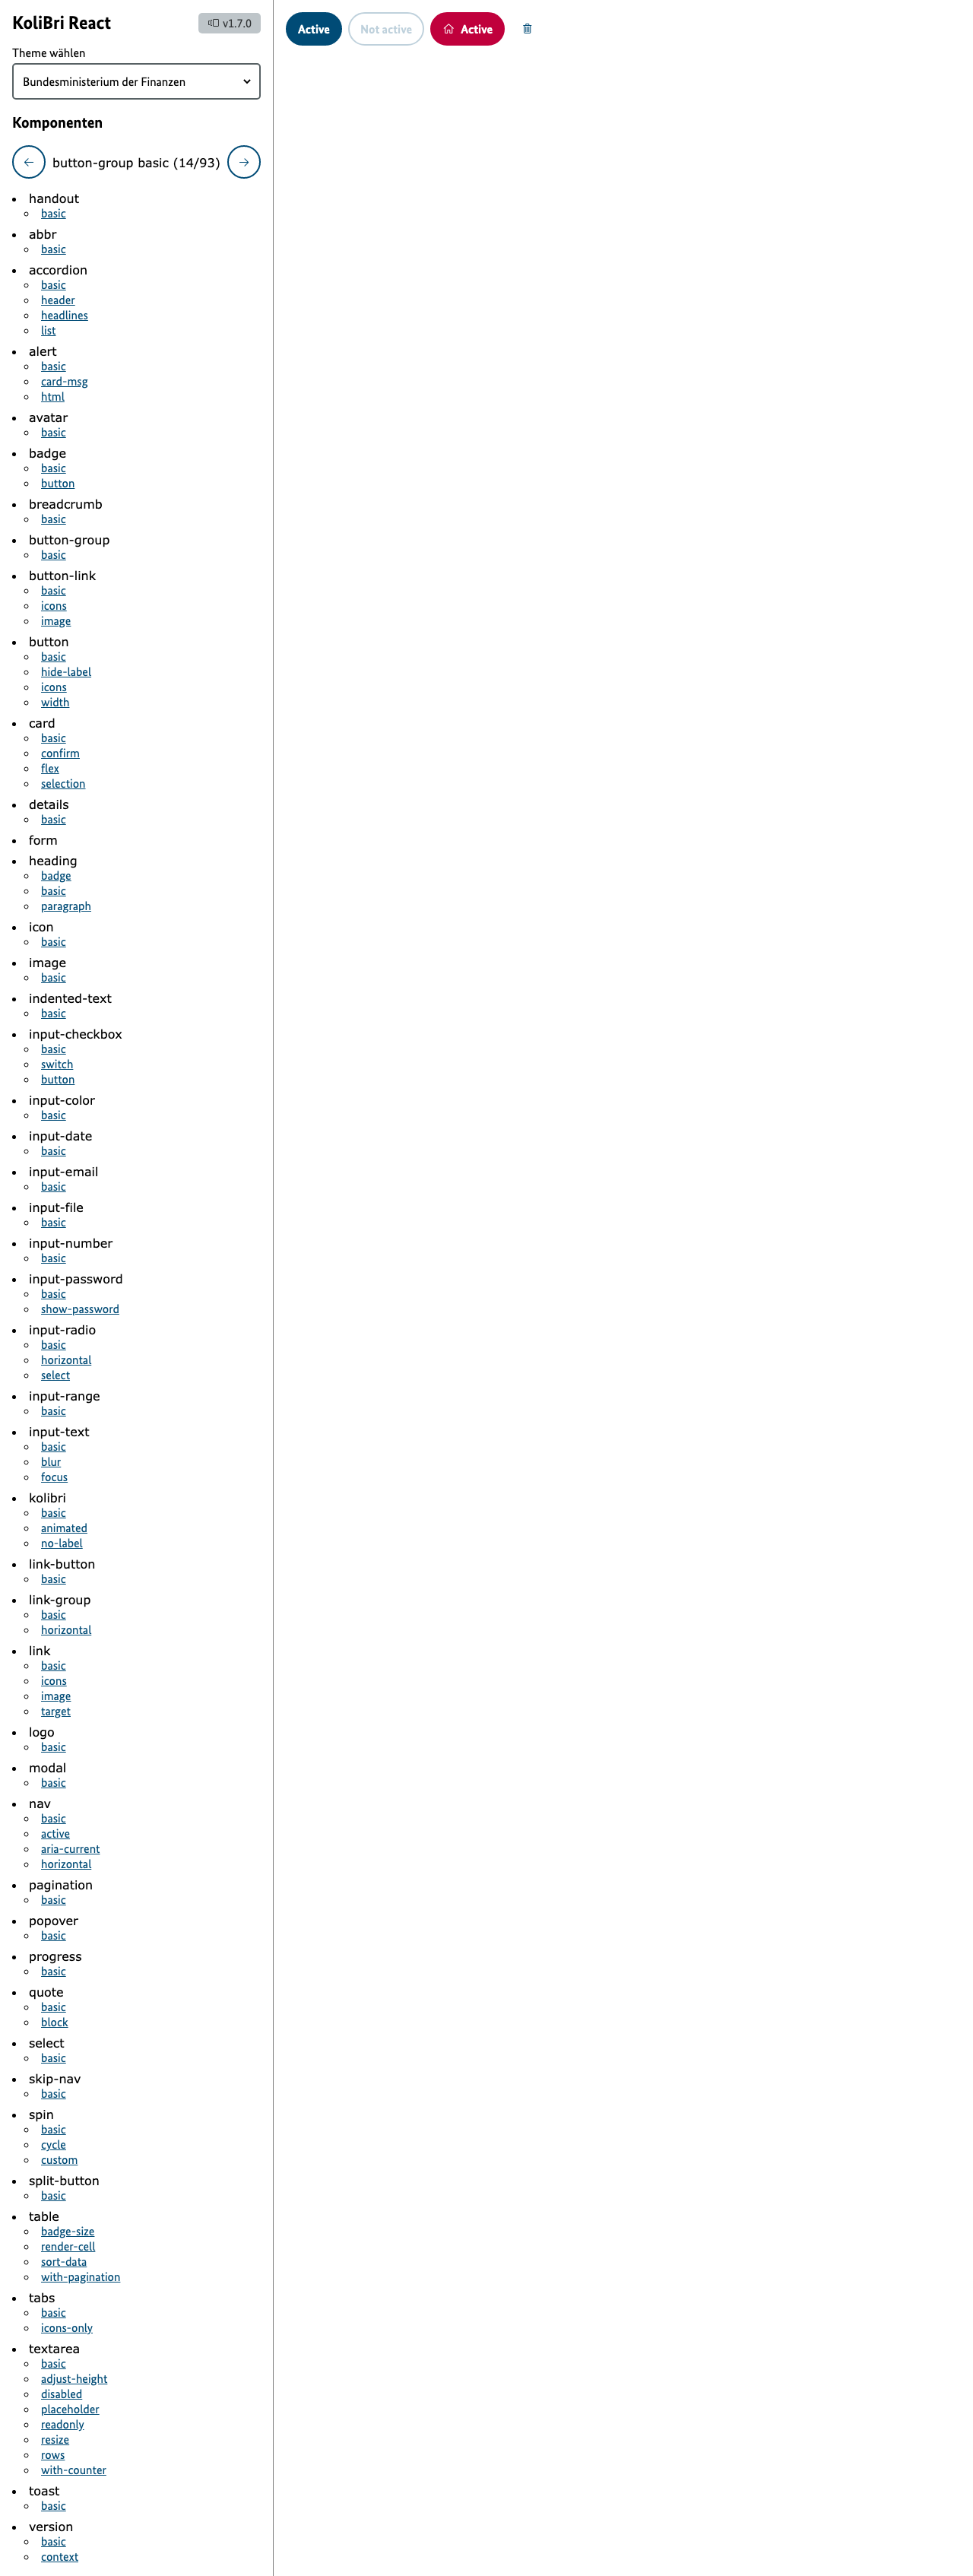 KoliBri React
v1.7.0
Theme wählen
Bundesministerium der Finanzen
Komponenten
button-group basic (14/93)
handout
basic
abbr
basic
accordion
basic
header
headlines
list
alert
basic
card-msg
html
avatar
basic
badge
basic
button
breadcrumb
basic
button-group
basic
button-link
basic
icons
image
button
basic
hide-label
icons
width
card
basic
confirm
flex
selection
details
basic
form
heading
badge
basic
paragraph
icon
basic
image
basic
indented-text
basic
input-checkbox
basic
switch
button
input-color
basic
input-date
basic
input-email
basic
input-file
basic
input-number
basic
input-password
basic
show-password
input-radio
basic
horizontal
select
input-range
basic
input-text
basic
blur
focus
kolibri
basic
animated
no-label
link-button
basic
link-group
basic
horizontal
link
basic
icons
image
target
logo
basic
modal
basic
nav
basic
active
aria-current
horizontal
pagination
basic
popover
basic
progress
basic
quote
basic
block
select
basic
skip-nav
basic
spin
basic
cycle
custom
split-button
basic
table
badge-size
render-cell
sort-data
with-pagination
tabs
basic
icons-only
textarea
basic
adjust-height
disabled
placeholder
readonly
resize
rows
with-counter
toast
basic
version
basic
context
Active
Not active
Active